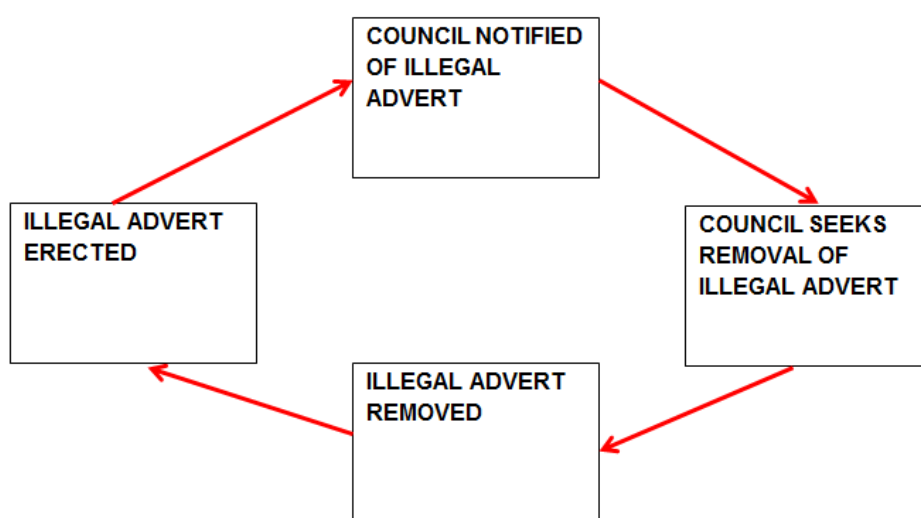 COUNCIL NOTIFIED
OF ILLEGAL
ADVERT
ILLEGAL ADVERT
ERECTED
COUNCIL SEEKS
REMOVAL OF
ILLEGAL ADVERT
ILLEGAL ADVERT
REMOVED